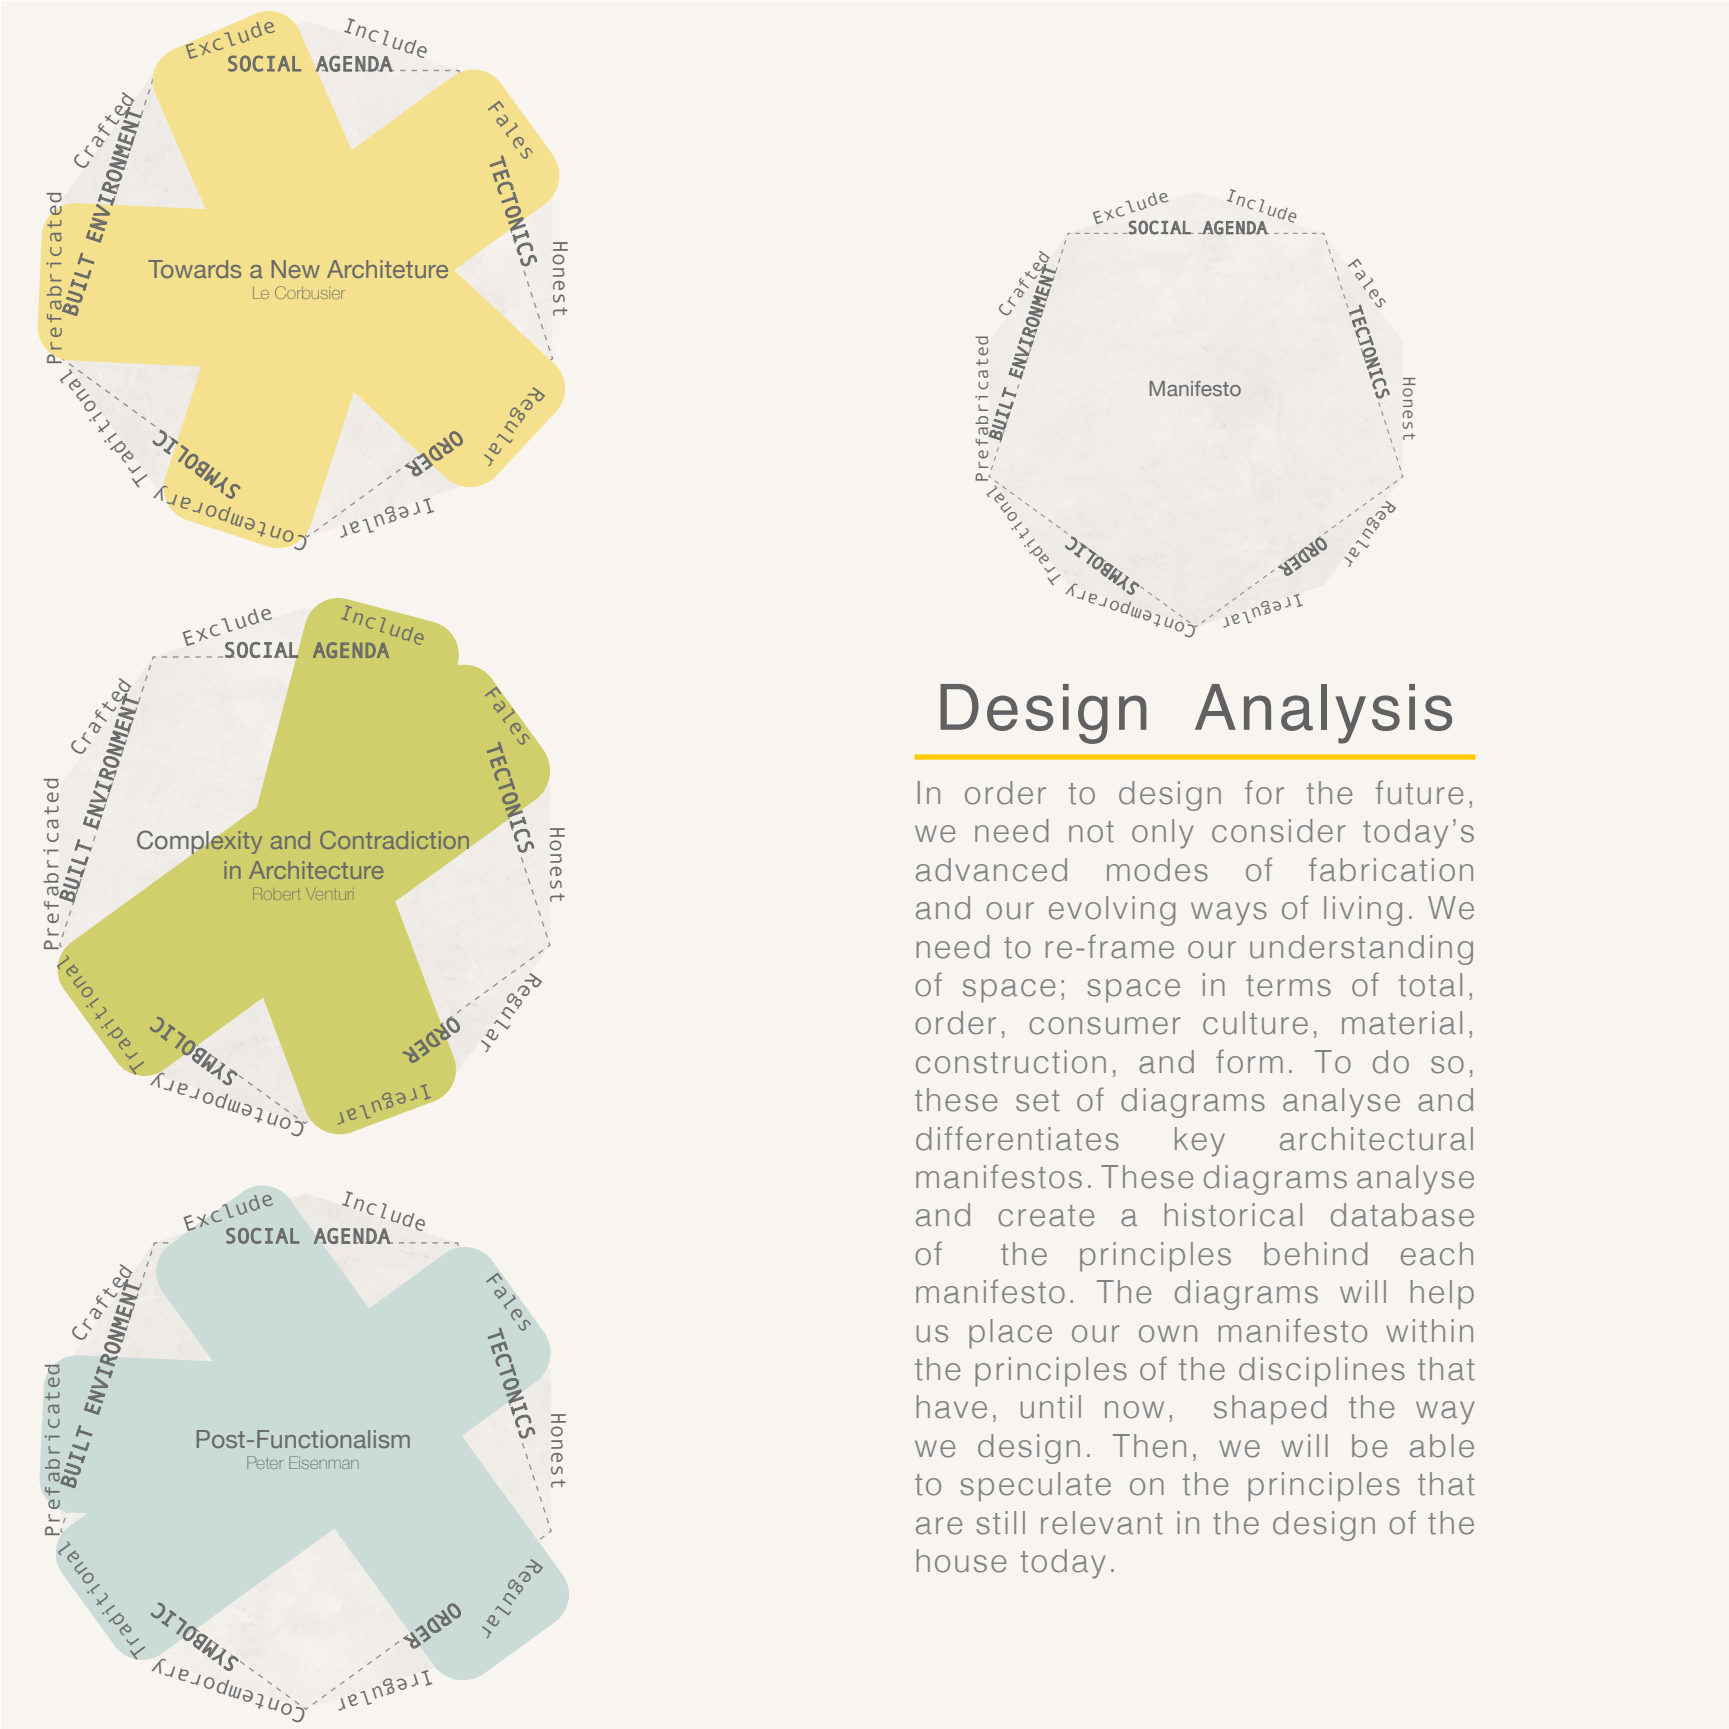 Exclude
Include
SOCIAL AGENDA
Crafted
Prefabricated
BUILT ENVIRONMENT
Fales
Honest
TECTONICS
Towards a New Architeture
Le Corbusier
Traditional
Contemporary
SYMBOLIC
Regular
Iregular
ORDER
Exclude
Include
SOCIAL AGENDA
Crafted
Prefabricated
BUILT ENVIRONMENT
Fales
Honest
TECTONICS
Complexity and Contradiction
in Architecture
Robert Venturi
Traditional
Contemporary
SYMBOLIC
Regular
Iregular
ORDER
Exclude
Include
SOCIAL AGENDA
Crafted
Prefabricated
BUILT ENVIRONMENT
Fales
Honest
TECTONICS
Post-Functionalism
Peter Eisenman
Traditional
Contemporary
SYMBOLIC
Regular
Iregular
ORDER
Exclude
Include
SOCIAL AGENDA
Crafted
Prefabricated
BUILT ENVIRONMENT
Fales
Honest
TECTONICS
Manifesto
Traditional
Contemporary
SYMBOLIC
Regular
Iregular
ORDER
Design Analysis
In order to design for the future,
we need not only consider today’s
advanced modes of fabrication
and our evolving ways of living. We
need to re-frame our understanding
of space; space in terms of total,
order, consumer culture, material,
construction, and form. To do so,
these set of diagrams analyse and
differentiates key architectural
manifestos. These diagrams analyse
and create a historical database
of the principles behind each
manifesto. The diagrams will help
us place our own manifesto within
the principles of the disciplines that
have, until now, shaped the way
we design. Then, we will be able
to speculate on the principles that
are still relevant in the design of the
house today.